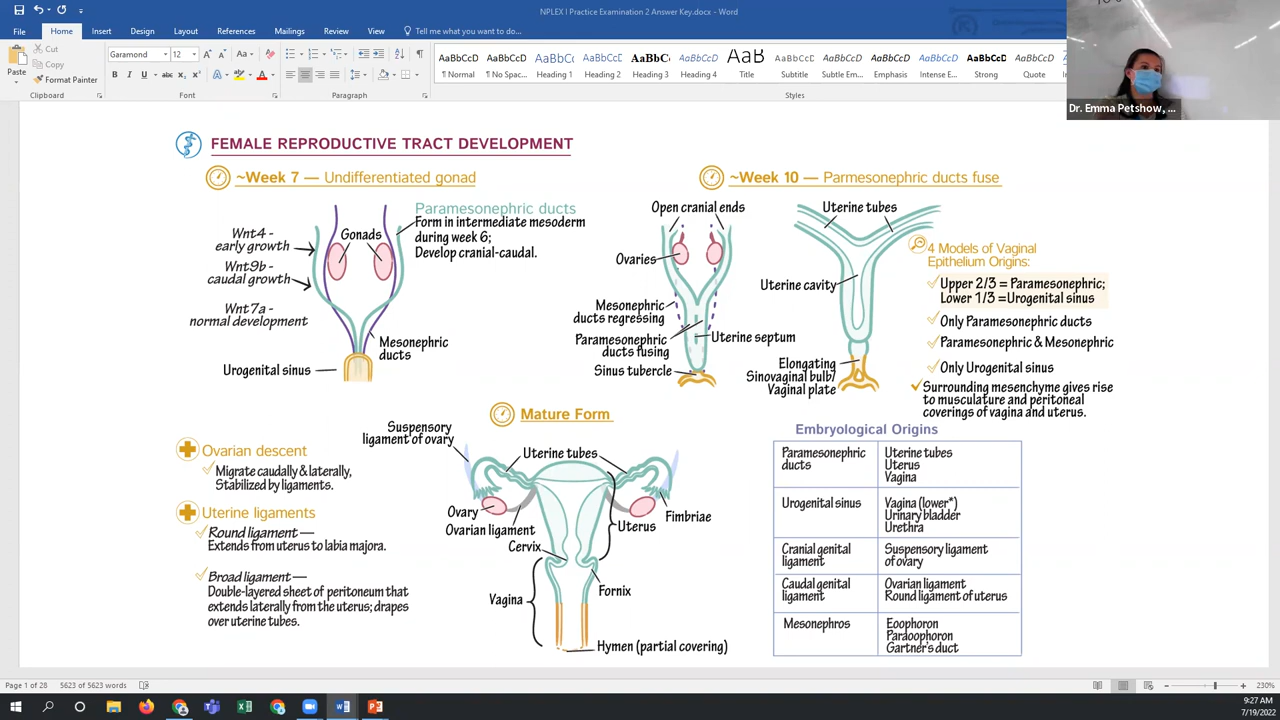 NPLEX I Practice Examination 2 Answer Key.docx - Word
File Home Insert Design Layout References Mailings Review View Tell me what you want to do...
Cut
Copy
Format Painter
Paste
Clipboard
Garamond 12
Font
Paragraph
AaBbCcD AaBbCcD AaBbCcD AaBbCcD AaBbC AaBbCcD AaB AaBbCcD AaBbCcD AaBbCcD AaBbCcD AaBbCcD AaBbCcD
¶ Normal ¶ No Spac... Heading 1 Heading 2 Heading 3 Heading 4 Title Subtitle Subtle Em... Emphasis Intense E... Strong Quote
Styles
Dr. Emma Petshow, ...
FEMALE REPRODUCTIVE TRACT DEVELOPMENT
~Week 7 — Undifferentiated gonad
Paramesonephric ducts
Form in intermediate mesoderm
during week 6;
Develop cranial-caudal.
Gonads
Wnt4 -
early growth
Wnt9b -
caudal growth
Wnt7a -
normal development
Mesonephric
ducts
Urogenital sinus
~Week 10 — Parmesonephric ducts fuse
Open cranial ends
Ovaries
Mesonephric
ducts regressing
Paramesonephric
ducts fusing
Sinus tubercle
Uterine septum
Uterine tubes
Uterine cavity
Elongating
Sinovaginal bulb/
Vaginal plate
4 Models of Vaginal
Epithelium Origins:
Upper 2/3 = Paramesonephric;
Lower 1/3 =Urogenital sinus
Only Paramesonephric ducts
Paramesonephric & Mesonephric
Only Urogenital sinus
Surrounding mesenchyme gives rise
to musculature and peritoneal
coverings of vagina and uterus.
Ovarian descent
Migrate caudally & laterally,
Stabilized by ligaments.
Uterine ligaments
Round ligament —
Extends from uterus to labia majora.
Broad ligament —
Double-layered sheet of peritoneum that
extends laterally from the uterus; drapes
over uterine tubes.
Mature Form
Suspensory
ligament of ovary
Uterine tubes
Ovary
Ovarian ligament
Cervix
Vagina
Uterus
Fimbriae
Fornix
Hymen (partial covering)
Embryological Origins
Paramesonephric
ducts
Uterine tubes
Uterus
Vagina
Urogenital sinus
Vagina (lower*)
Urinary bladder
Urethra
Cranial genital
ligament
Suspensory ligament
of ovary
Caudal genital
ligament
Ovarian ligament
Round ligament of uterus
Mesonephros
Eoophoron
Paraoophoron
Gartner's duct
Page 1 of 28 5623 of 5623 words
230%
9:27 AM
7/19/2022